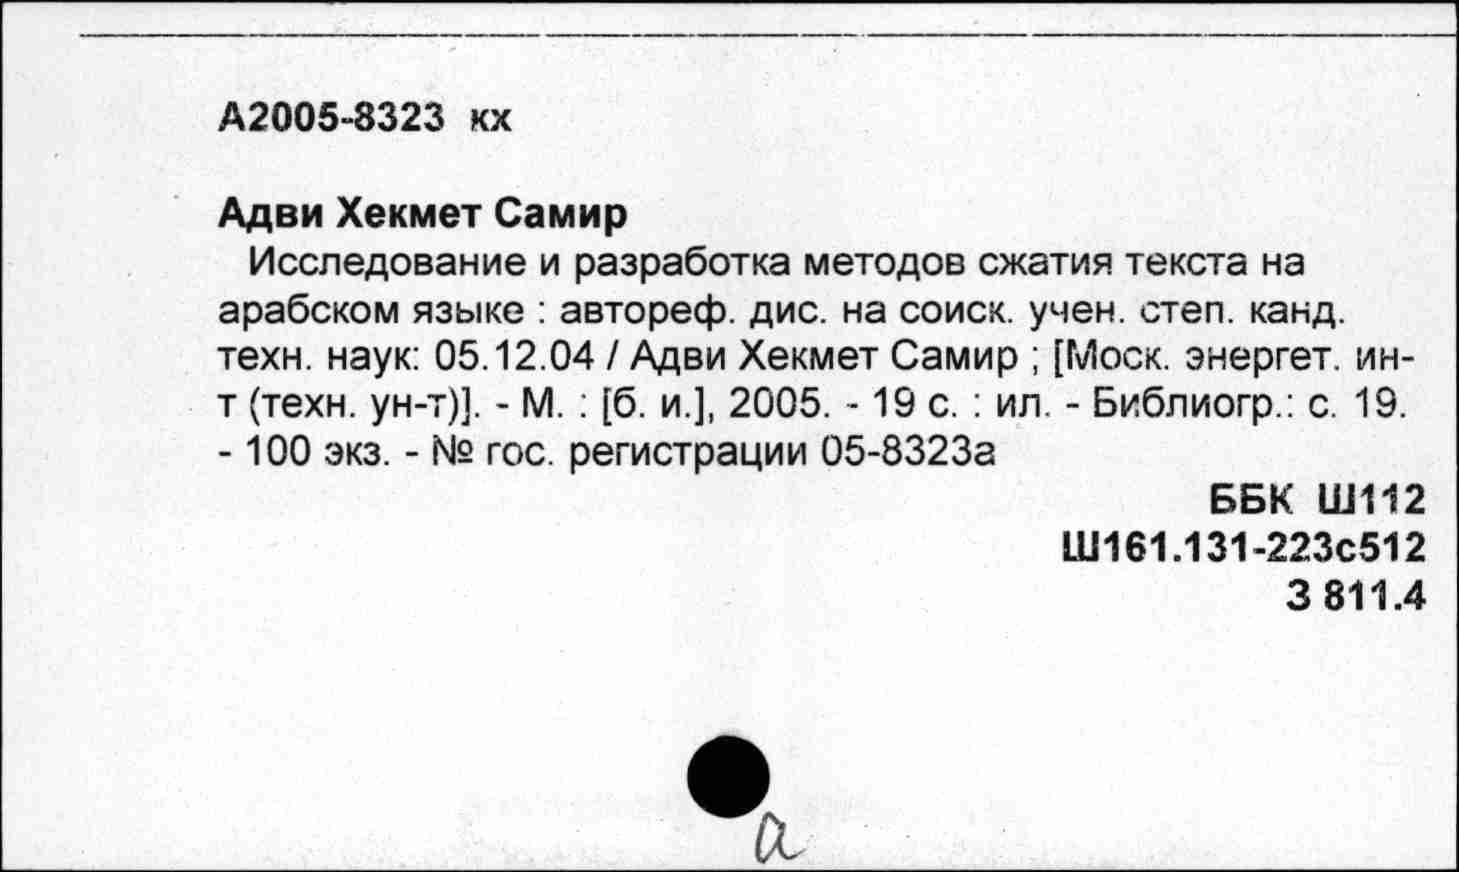 А2005-8323 кх
Адви Хекмет Самир
Исследование и разработка методов сжатия текста на
арабском языке : автореф. дис. на соиск. учен. степ. канд.
техн. наук: 05.12.04 / Адви Хекмет Самир ; [Моск. энергет. ин-
т (техн. ун-т)]. - М. : [б. и.], 2005. - 19 с. : ил. - Библиогр.: с. 19.
- 100 экз. - № гос. регистрации 05-8323а
ББК Ш112
Ш161.131-223с512
З 811.4
а